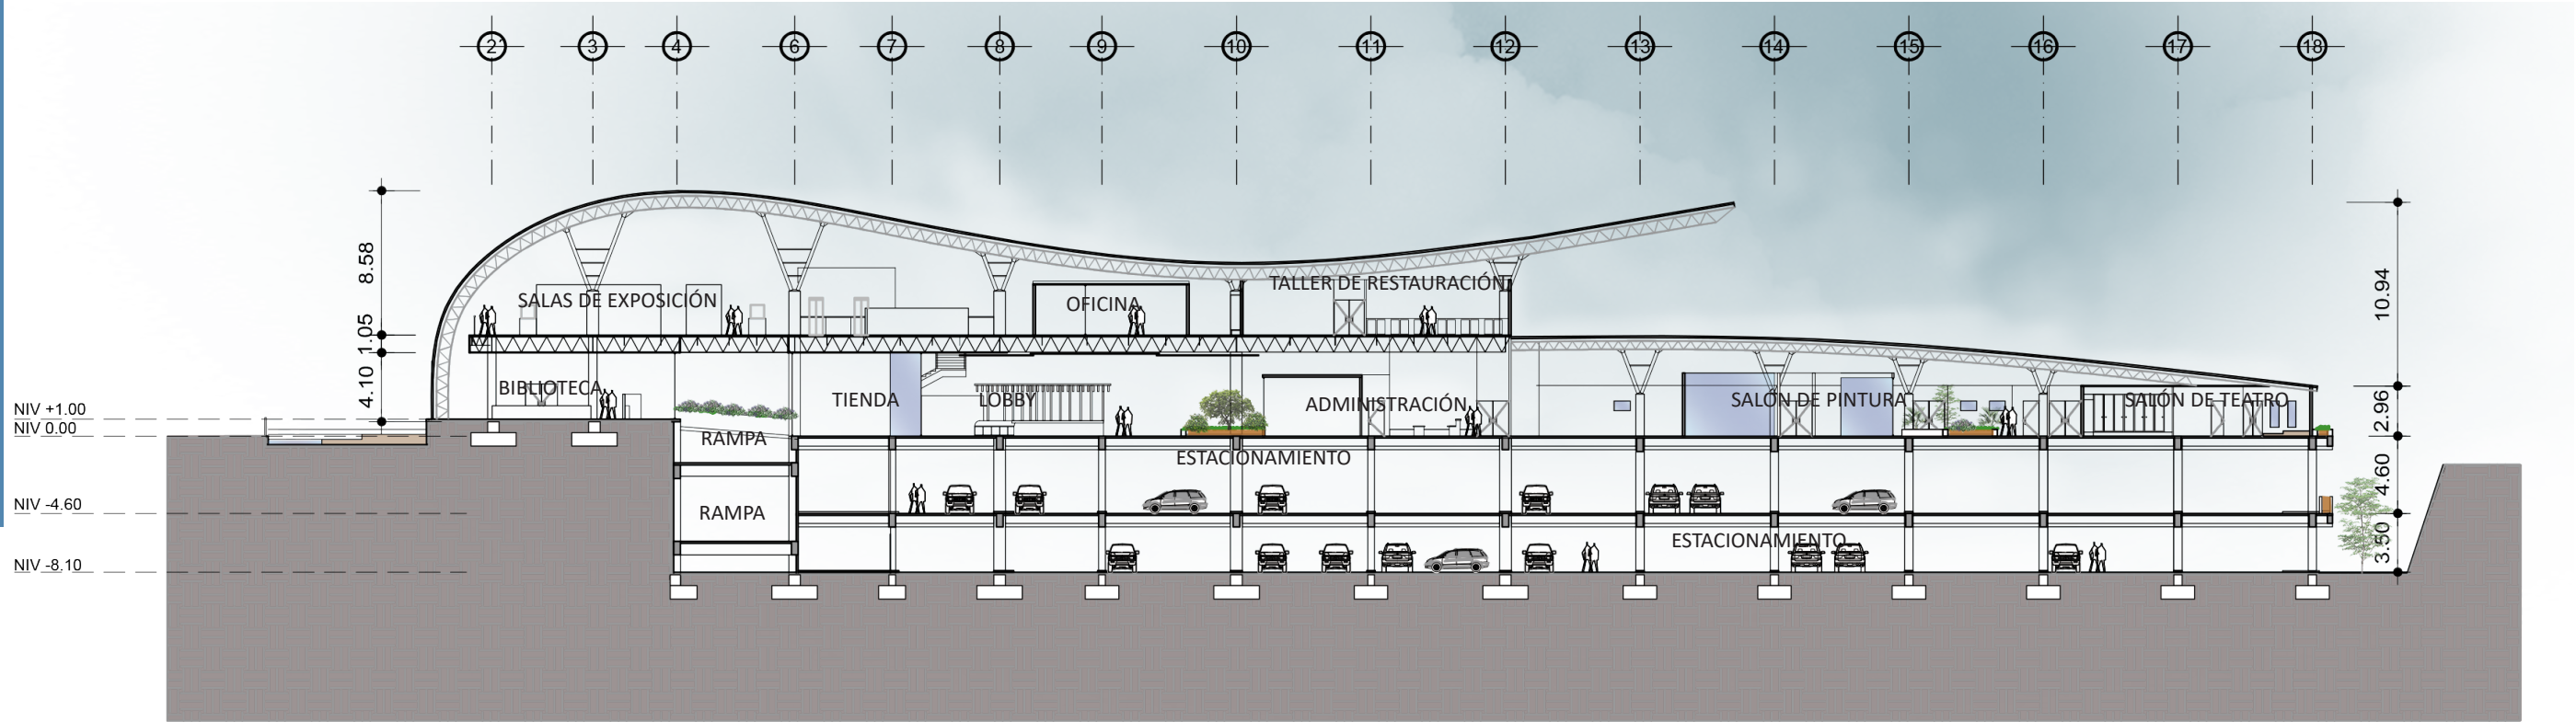 2
3
4
6
7
8
9
10
11
12
13
14
15
16
17
18
8.58
1.05
4.10
10.94
2.96
4.60
3.50
SALAS DE EXPOSICIÓN
OFICINA
TALLER DE RESTAURACIÓN
BIBLIOTECA
TIENDA
LOBBY
ADMINISTRACIÓN
SALÓN DE PINTURA
SALÓN DE TEATRO
NIV +1.00
NIV 0.00
RAMPA
ESTACIONAMIENTO
NIV -4.60
RAMPA
ESTACIONAMIENTO
NIV -8.10